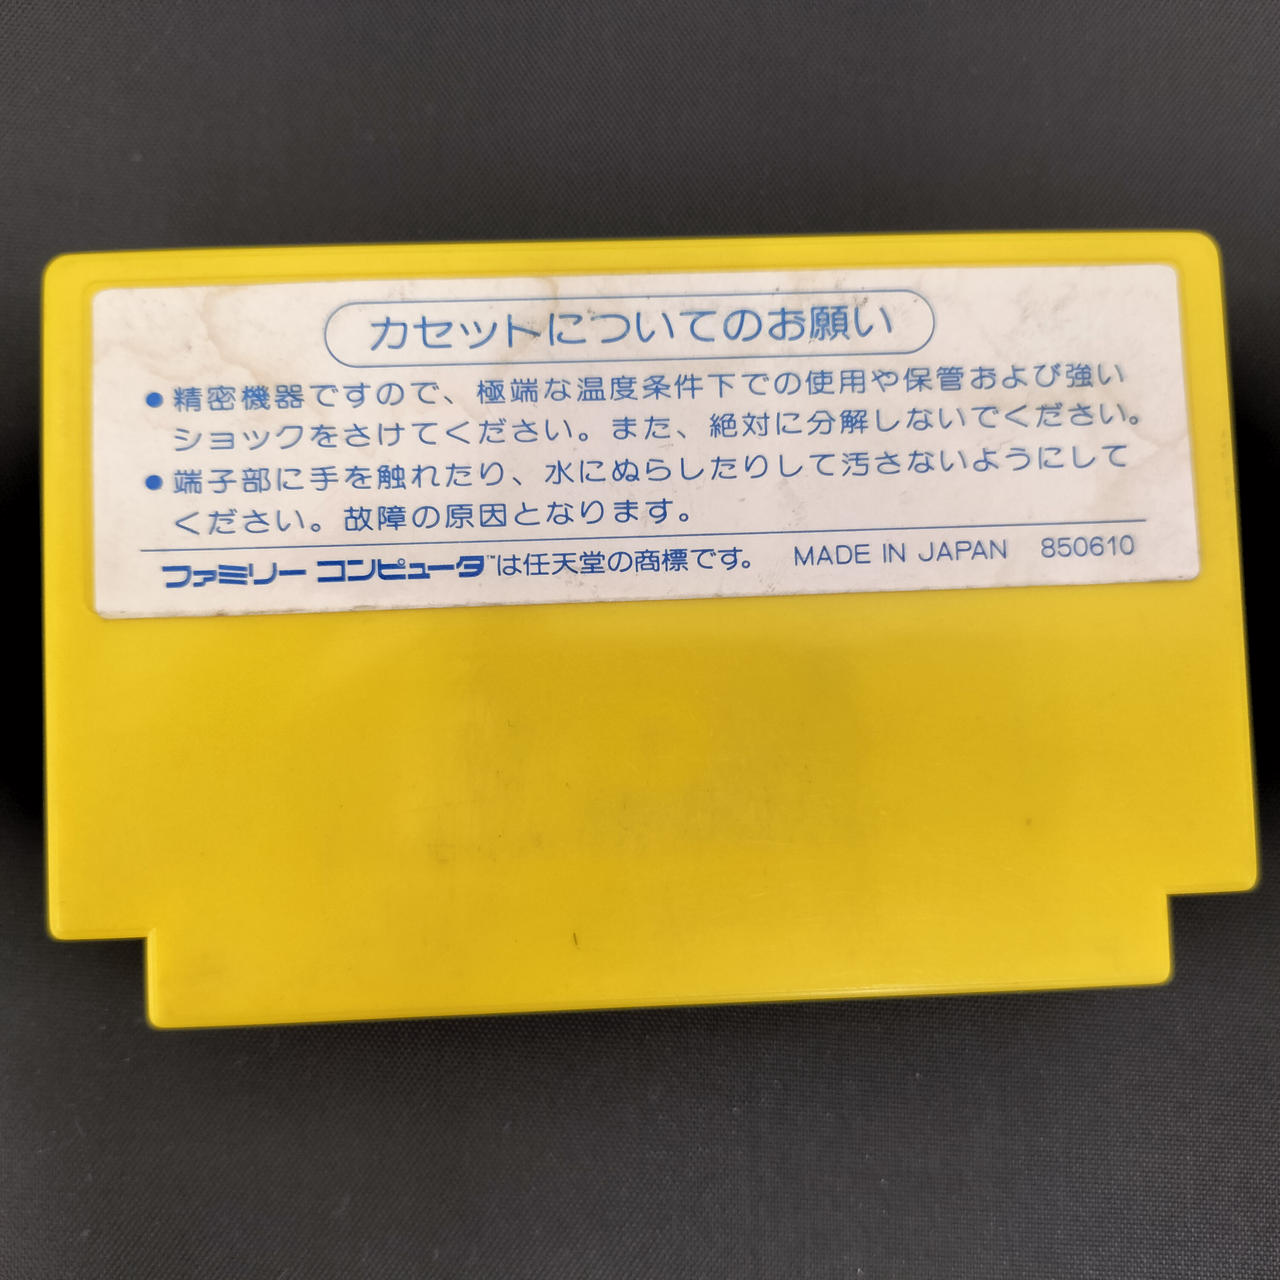 カセットについてのお願い
●精密機器ですので、極端な温度条件下での使用や保管および強い
ショックをさけてください。また、絶対に分解しないでください。
●端子部に手を触れたり、水にぬらしたりして汚さないようにして
ください。故障の原因となります。
ファミリー コンピュータ™は任天堂の商標です。 MADE IN JAPAN 850610